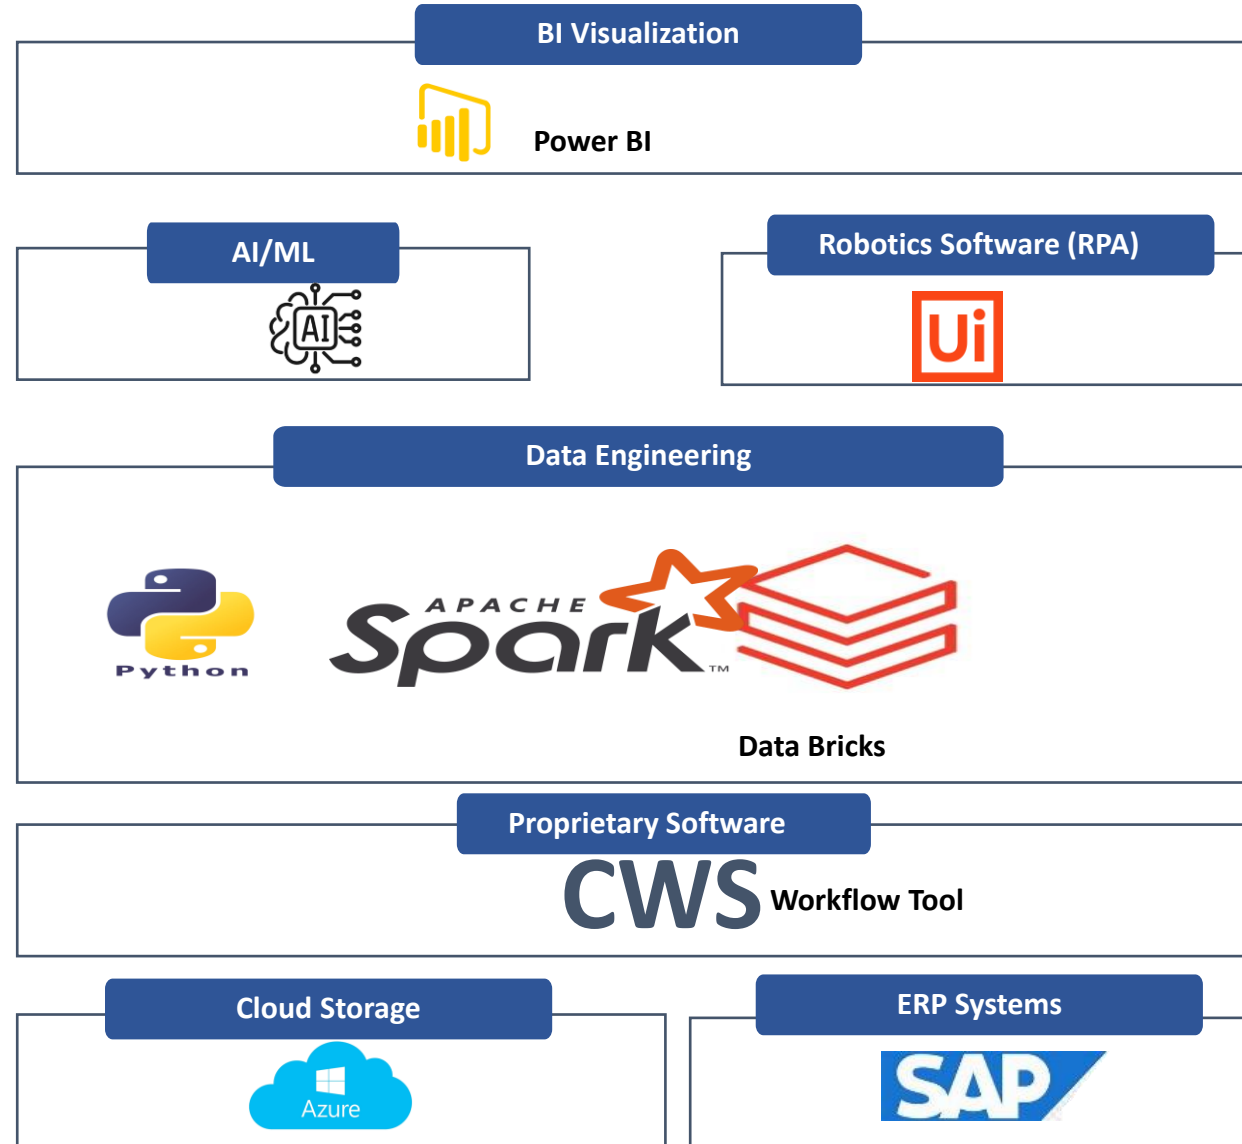 BI Visualization
Power BI
AI/ML
Robotics Software (RPA)
AI
Ui
Data Engineering
Python
APACHE
Spark™
Data Bricks
Proprietary Software
CWS Workflow Tool
Cloud Storage
ERP Systems
Azure
SAP